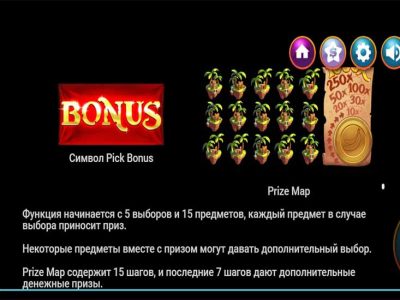 BONUS
250x
50x 100x
20x 30x
10x
Символ Pick Bonus
Prize Map
Функция начинается с 5 выборов и 15 предметов, каждый предмет в случае
выбора приносит приз.
Некоторые предметы вместе с призом могут давать дополнительный выбор.
Prize Map содержит 15 шагов, и последние 7 шагов дают дополнительные
денежные призы.